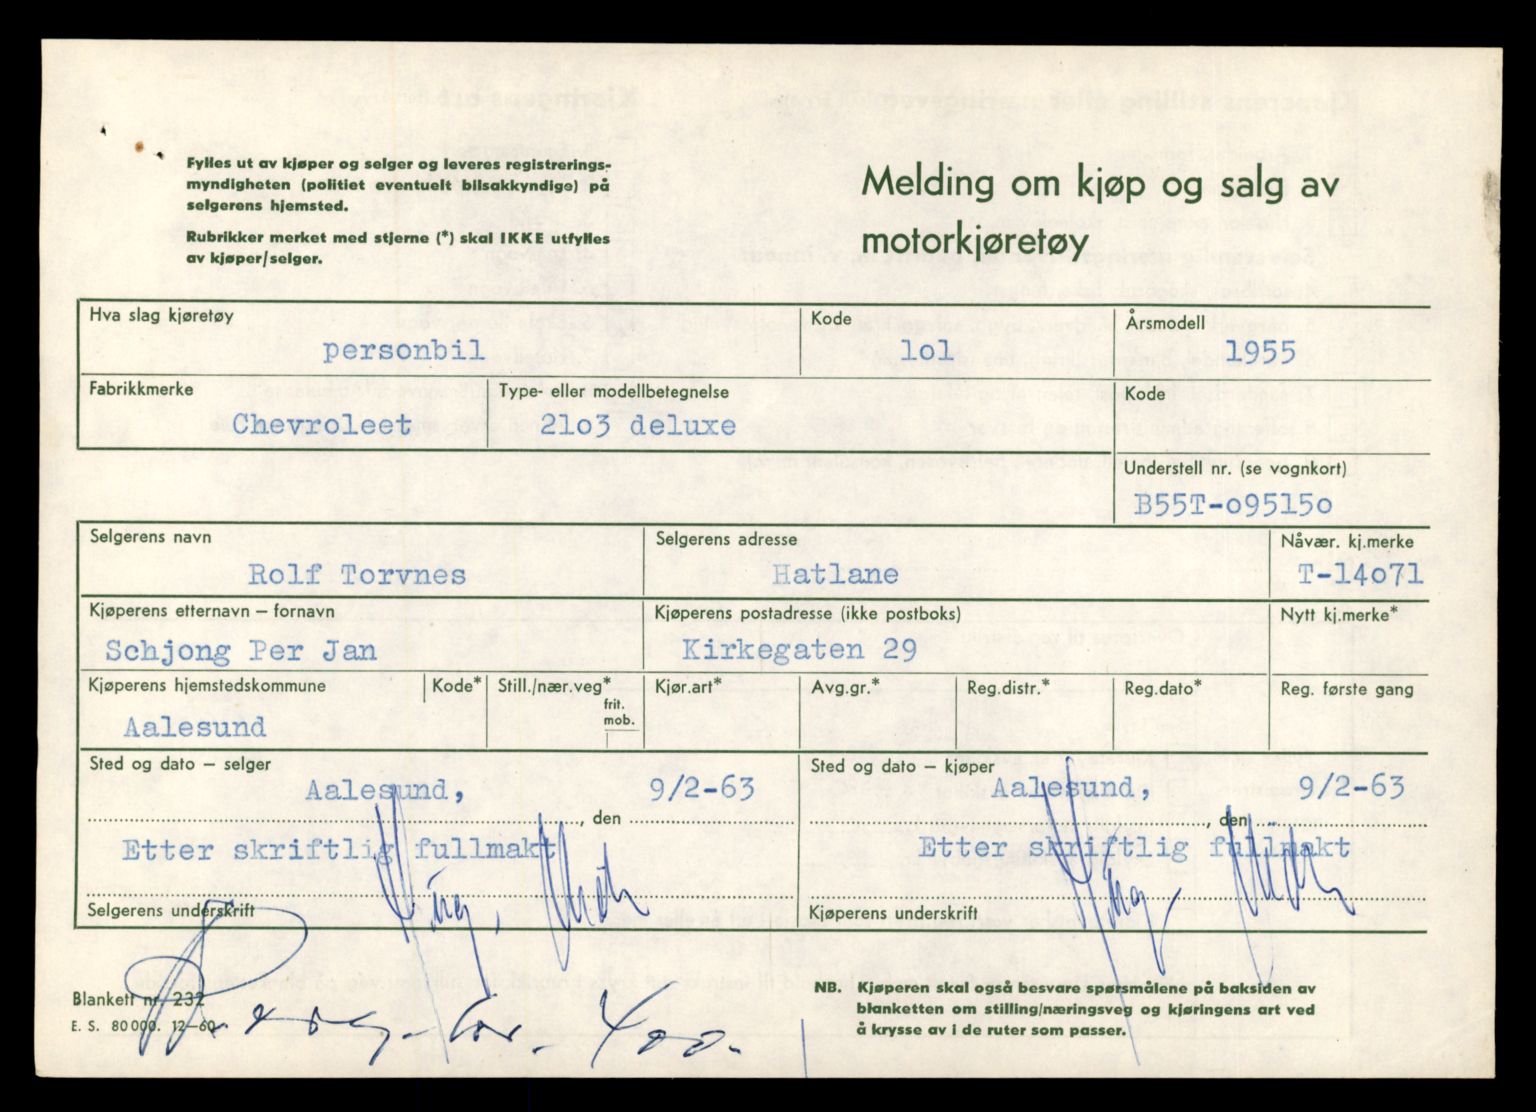 Fylles ut av kjøper og selger og leveres registrerings-
myndigheten (politiet eventuelt bilsakkyndige) på
selgerens hjemsted.
Rubrikker merket med stjerne (*) skal IKKE utfylles
av kjøper/selger.
Melding om kjøp og salg av
motorkjøretøy
Hva slag kjøretøy
personbil
Kode
lol
Årsmodell
1955
Fabrikkmerke
Chevroleet
Type- eller modellbetegnelse
2lo3 deluxe
Kode
Understell nr. (se vognkort)
B55T-o9515o
Selgerens navn
Rolf Torvnes
Selgerens adresse
Hatlane
Nåvær. kj.merke
T-14o71
Kjøperens etternavn – fornavn
Schjong Per Jan
Kjøperens postadresse (ikke postboks)
Kirkegaten 29
Nytt kj.merke*
Kjøperens hjemstedskommune
Aalesund
Kode*
Still./nær.veg*
frit.
mob.
Kjør.art*
Avg.gr.*
Reg.distr.*
Reg.dato*
Reg. første gang
Sted og dato – selger
Aalesund, 9/2-63
, den
Etter skriftlig fullmakt
Selgerens underskrift
Sted og dato – kjøper
Aalesund, 9/2-63
, den
Etter skriftlig fullmakt
Kjøperens underskrift
Blankett nr. 232
E. S. 80 000. 12–60.
400.
NB. Kjøperen skal også besvare spørsmålene på baksiden av
blanketten om stilling/næringsveg og kjøringens art ved
å krysse av i de ruter som passer.